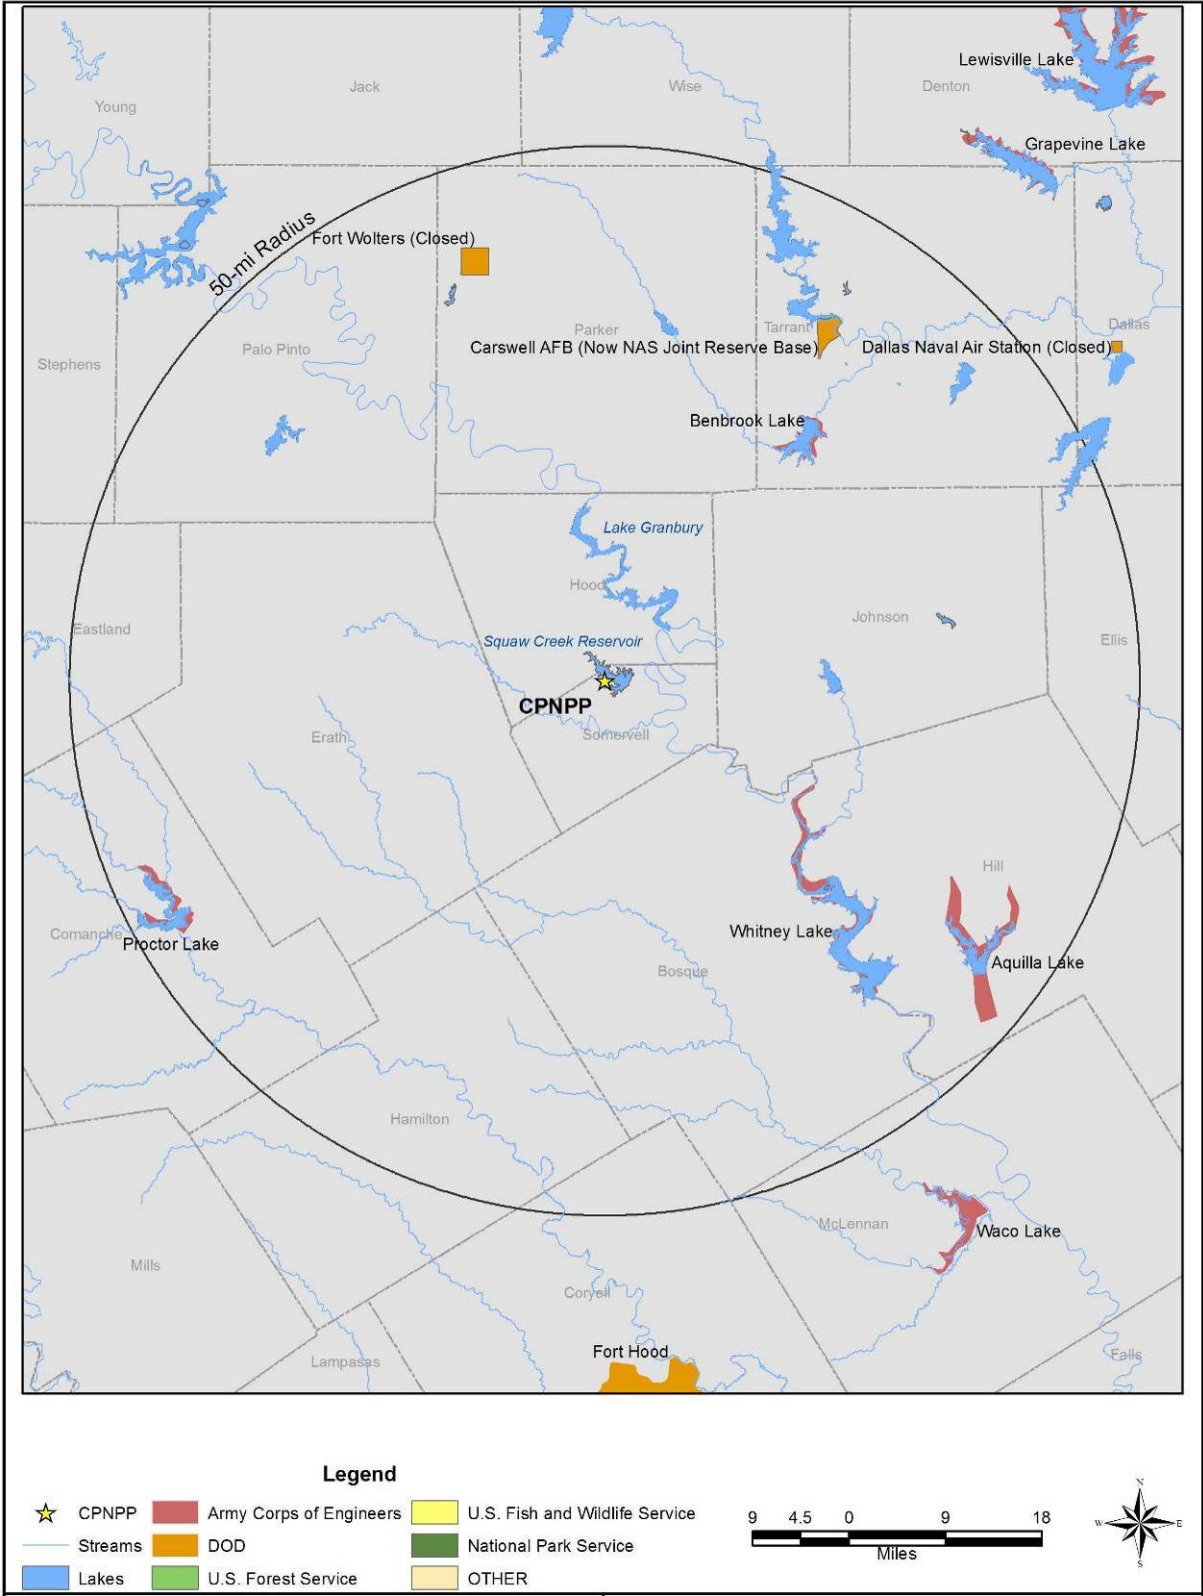 Lewisville Lake
Young
Jack
Wise
Denton
Grapevine Lake
50-mi Radius
Fort Wolters (Closed)
Stephens
Palo Pinto
Parker
Tarrant
Dallas
Carswell AFB (Now NAS Joint Reserve Base)
Dallas Naval Air Station (Closed)
Benbrook Lake
Lake Granbury
Hood
Johnson
Eastland
Squaw Creek Reservoir
Ellis
CPNPP
Erath
Somervell
Hill
Comanche
Proctor Lake
Whitney Lake
Aquilla Lake
Bosque
Hamilton
McLennan
Waco Lake
Mills
Coryell
Lampasas
Fort Hood
Falls
Legend
CPNPP
Army Corps of Engineers
U.S. Fish and Wildlife Service
Streams
DOD
National Park Service
Lakes
U.S. Forest Service
OTHER
9 4.5 0 9 18
Miles
N
W E
S